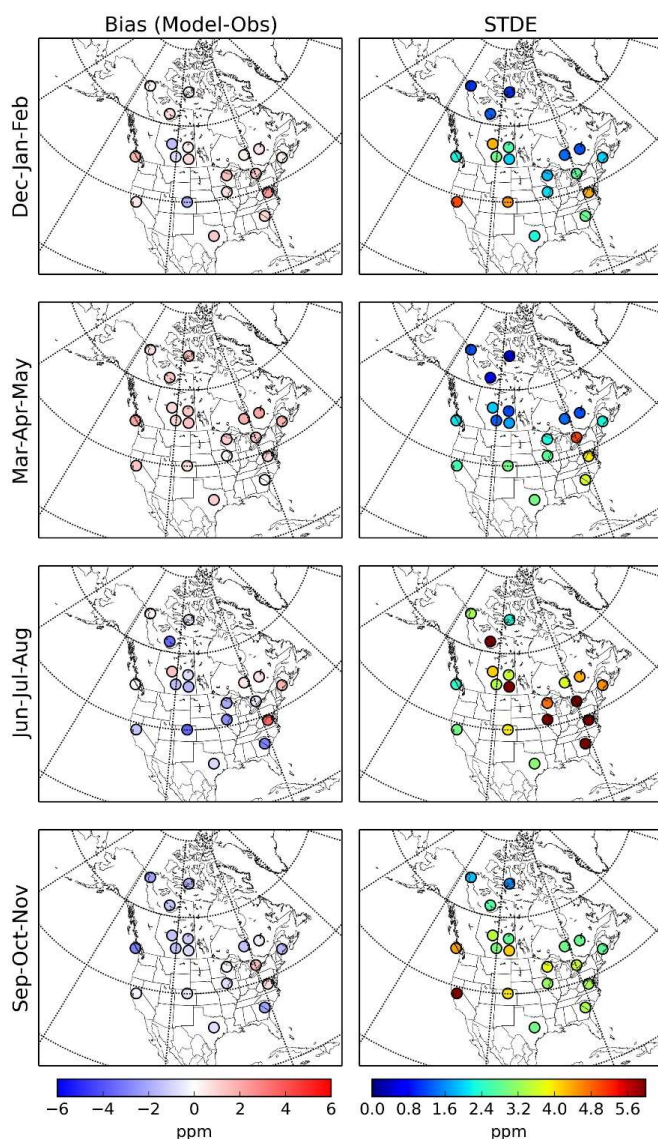 Bias (Model-Obs)
STDE
Dec-Jan-Feb
Mar-Apr-May
Jun-Jul-Aug
Sep-Oct-Nov
−6 −4 −2 0 2 4 6
ppm
0.0 0.8 1.6 2.4 3.2 4.0 4.8 5.6
ppm